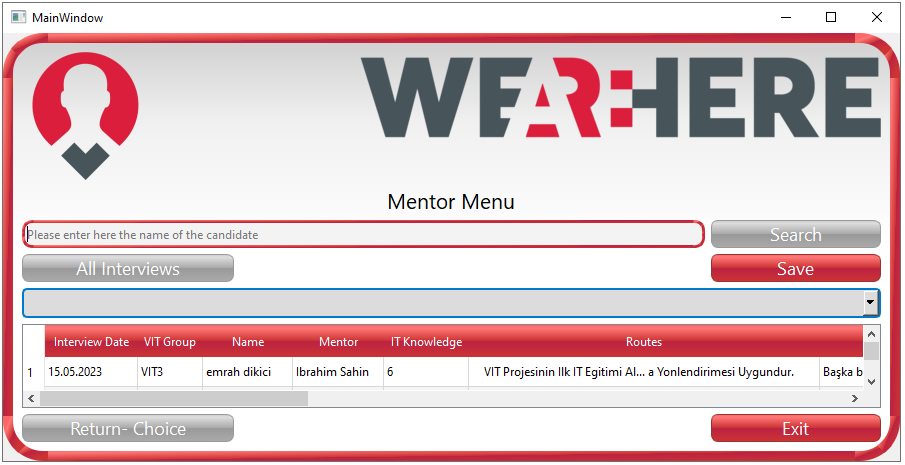 MainWindow
WEAREHERE
Mentor Menu
Please enter here the name of the candidate
Search
All Interviews
Save
Interview Date VIT Group Name Mentor IT Knowledge Routes
1 15.05.2023 VIT3 emrah dikici Ibrahim Sahin 6 VIT Projesinin Ilk IT Egitimi Al... a Yonlendirmesi Uygundur. Başka b
Return- Choice
Exit